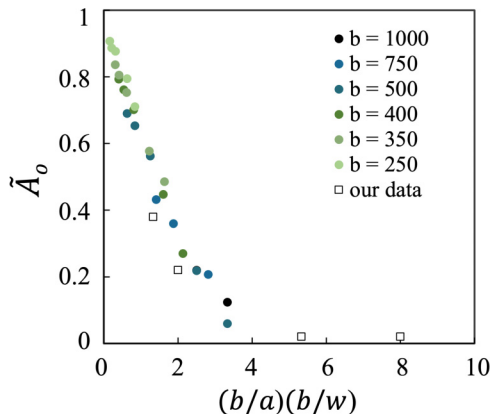 1
b = 1000
b = 750
0.8
b = 500
b = 400
0.6
b = 350
b = 250
Ã_o
our data
0.4
0.2
0
0 2 4 6 8 10
(b/a)(b/w)